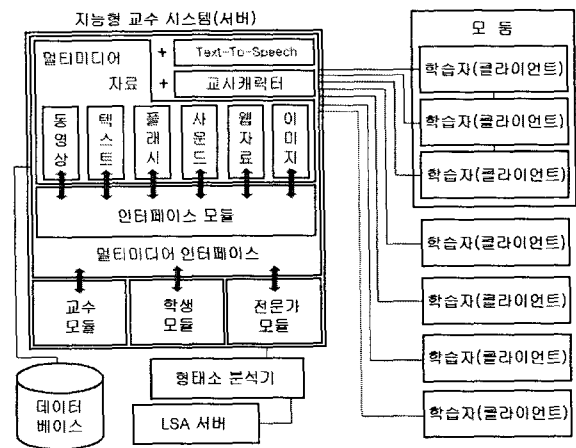 지능형 교수 시스템(서버)
멀티미디어
자료
+ Text-To-Speech
+ 교사캐릭터
동영상
텍스트
플래시
사운드
웹자료
이미지
인터페이스 모듈
멀티미디어 인터페이스
교수
모듈
학생
모듈
전문가
모듈
데이터
베이스
형태소 분석기
LSA 서버
모 둠
학습자(클라이언트)
학습자(클라이언트)
학습자(클라이언트)
학습자(클라이언트)
학습자(클라이언트)
학습자(클라이언트)
학습자(클라이언트)